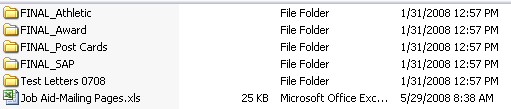 FINAL_Athletic File Folder 1/31/2008 12:57 PM
FINAL_Award File Folder 1/31/2008 12:57 PM
FINAL_Post Cards File Folder 1/31/2008 12:57 PM
FINAL_SAP File Folder 1/31/2008 12:57 PM
Test Letters 0708 File Folder 1/31/2008 12:57 PM
Job Aid-Mailing Pages.xls 25 KB Microsoft Office Exc... 5/29/2008 8:38 AM